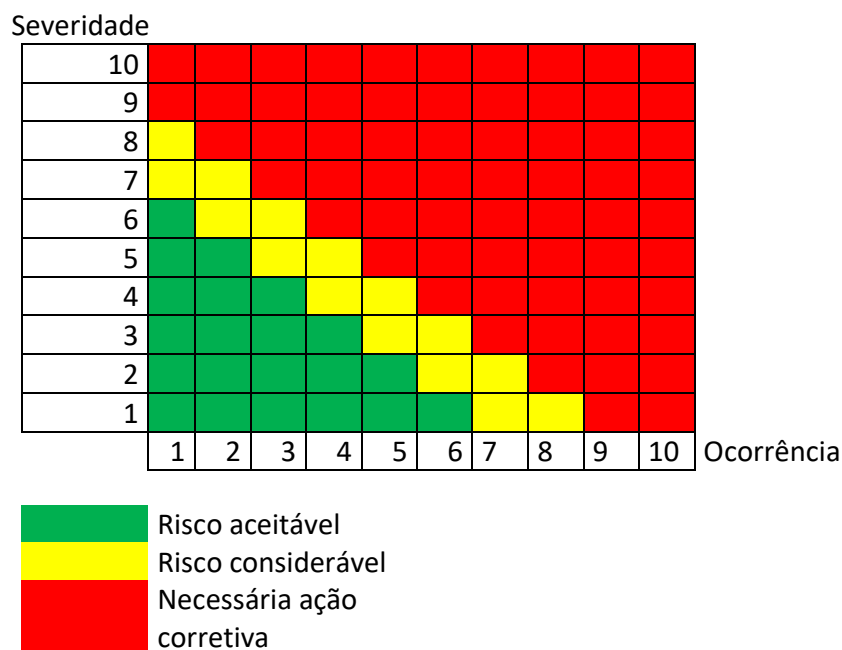 Severidade
10
9
8
7
6
5
4
3
2
1
1 2 3 4 5 6 7 8 9 10 Ocorrência
Risco aceitável
Risco considerável
Necessária ação
corretiva